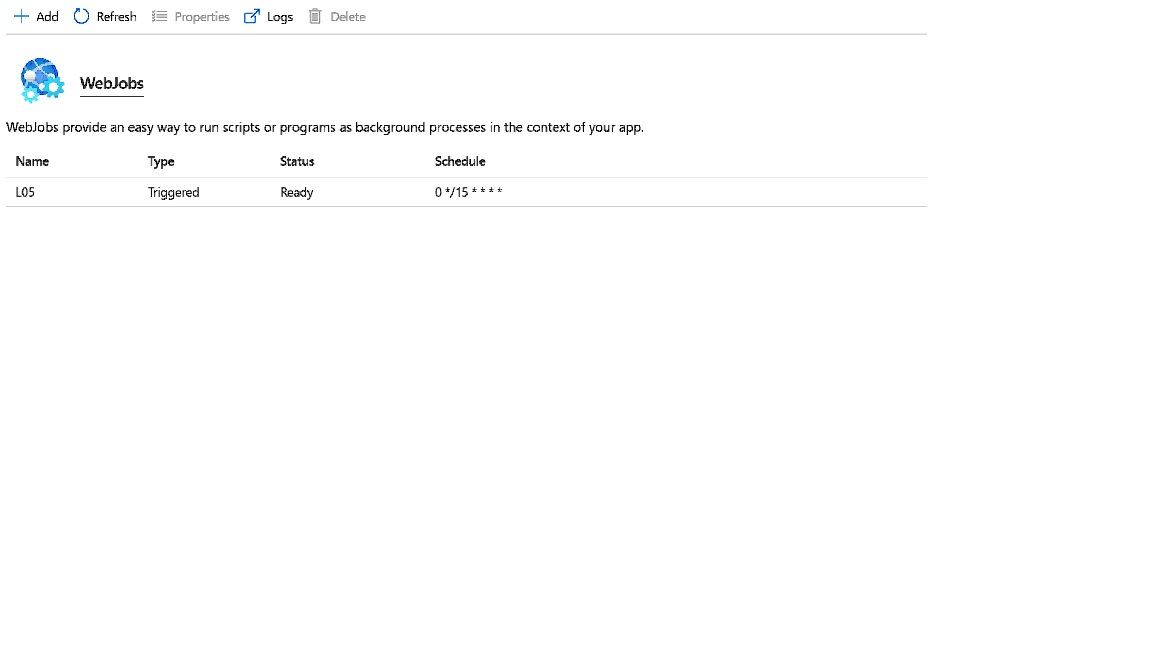 Add Refresh Properties Logs Delete
WebJobs
WebJobs provide an easy way to run scripts or programs as background processes in the context of your app.
Name Type Status Schedule
L05 Triggered Ready 0 */15 * * * *